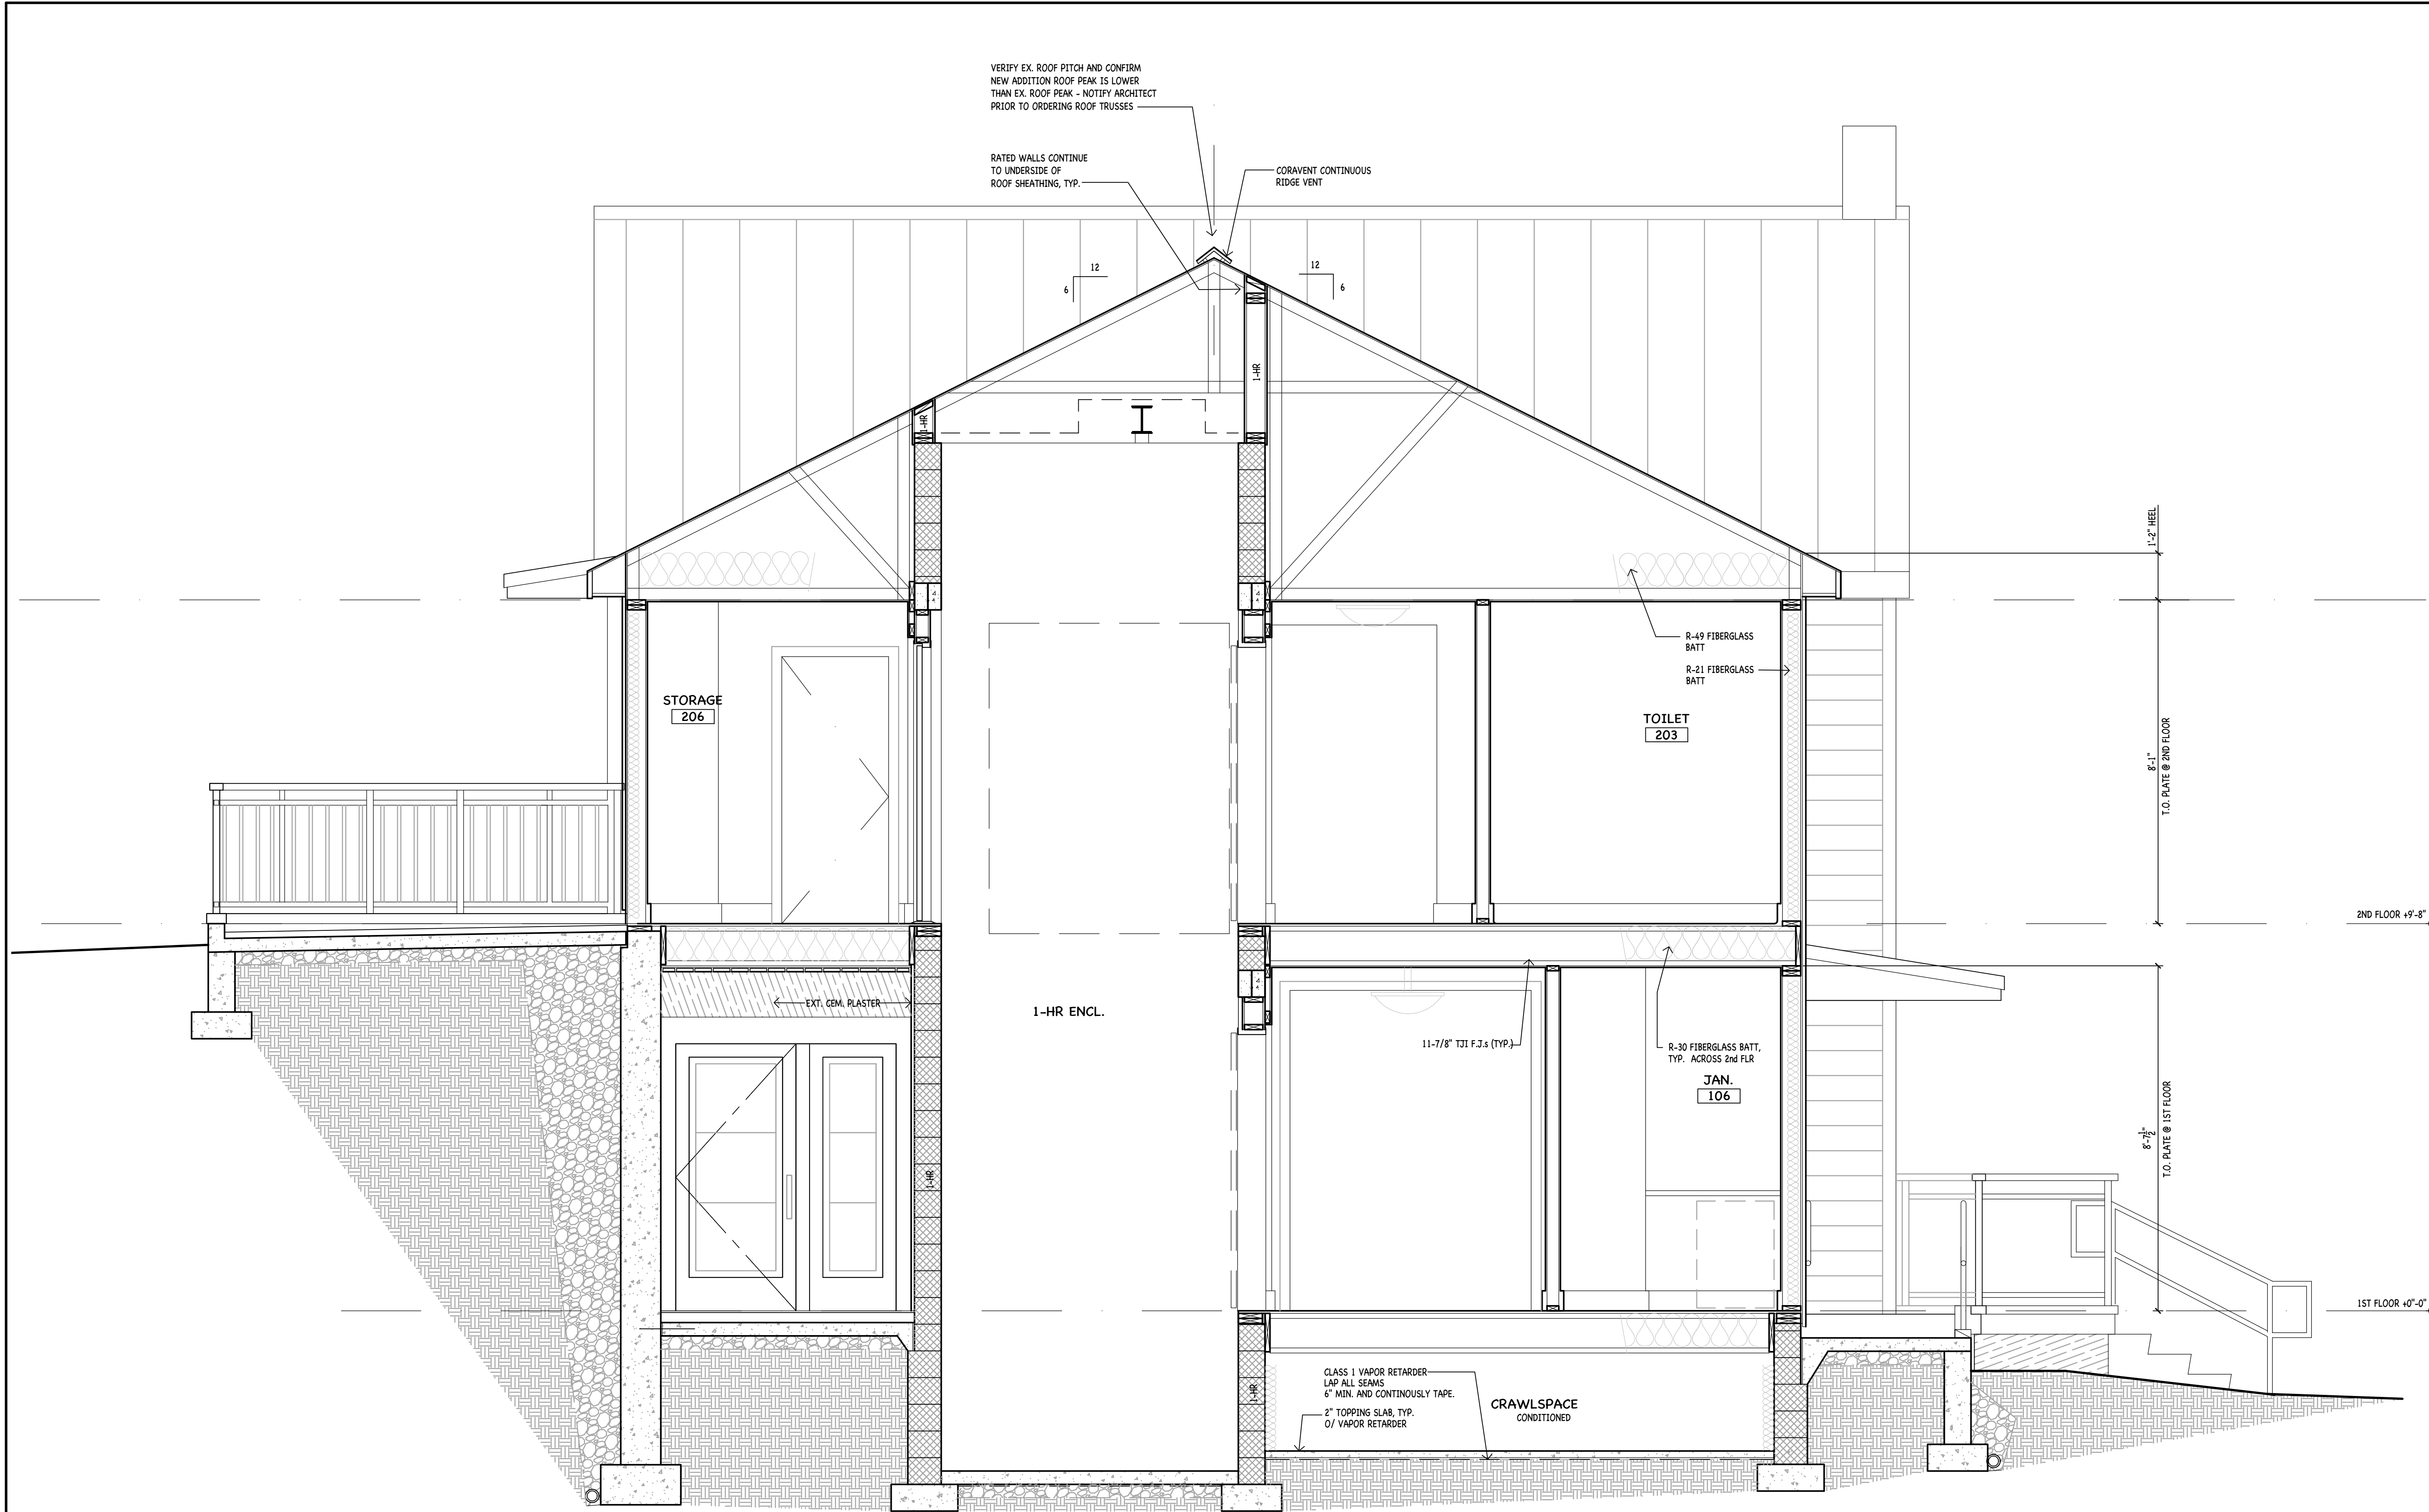 VERIFY EX. ROOF PITCH AND CONFIRM
NEW ADDITION ROOF PEAK IS LOWER
THAN EX. ROOF PEAK - NOTIFY ARCHITECT
PRIOR TO ORDERING ROOF TRUSSES
RATED WALLS CONTINUE
TO UNDERSIDE OF
ROOF SHEATHING, TYP.
CORAVENT CONTINUOUS
RIDGE VENT
12
6
12
6
1-HR
1-HR
1'-2" HEEL
R-49 FIBERGLASS
BATT
R-21 FIBERGLASS
BATT
STORAGE
206
TOILET
203
8'-1"
T.O. PLATE @ 2ND FLOOR
2ND FLOOR +9'-8"
EXT. CEM. PLASTER
1-HR ENCL.
11-7/8" TJI F.J.s (TYP.)
R-30 FIBERGLASS BATT,
TYP. ACROSS 2nd FLR
JAN.
106
8'-7½"
T.O. PLATE @ 1ST FLOOR
1-HR
1ST FLOOR +0"-0"
1-HR
CLASS 1 VAPOR RETARDER
LAP ALL SEAMS
6" MIN. AND CONTINOUSLY TAPE.
2" TOPPING SLAB, TYP.
O/ VAPOR RETARDER
CRAWLSPACE
CONDITIONED